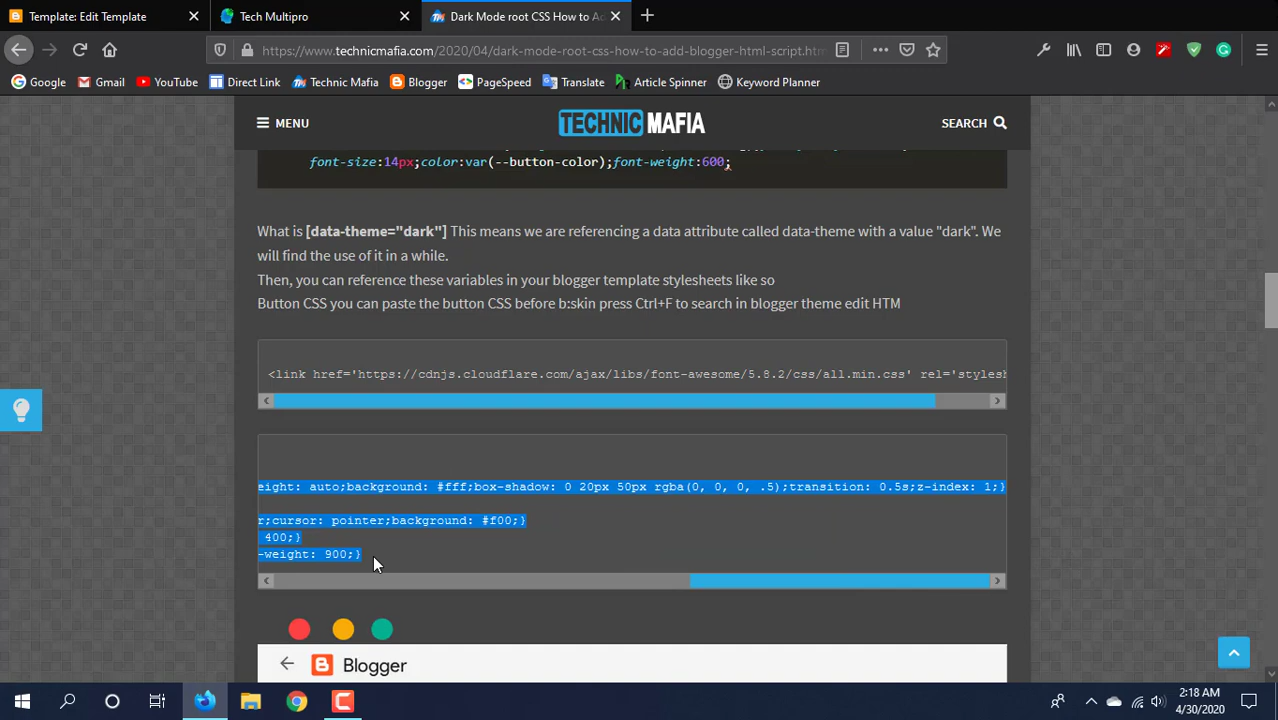 Template: Edit Template
Tech Multipro
Dark Mode root CSS How to Ad
https://www.technicmafia.com/2020/04/dark-mode-root-css-how-to-add-blogger-html-script.htm
Google Gmail YouTube Direct Link Technic Mafia Blogger PageSpeed Translate Article Spinner Keyword Planner
MENU TECHNIC MAFIA SEARCH
font-size:14px;color:var(--button-color);font-weight:600;
What is [data-theme="dark"] This means we are referencing a data attribute called data-theme with a value "dark". We
will find the use of it in a while.
Then, you can reference these variables in your blogger template stylesheets like so
Button CSS you can paste the button CSS before b:skin press Ctrl+F to search in blogger theme edit HTM
<link href='https://cdnjs.cloudflare.com/ajax/libs/font-awesome/5.8.2/css/all.min.css' rel='stylesh
eight: auto;background: #fff;box-shadow: 0 20px 50px rgba(0, 0, 0, .5);transition: 0.5s;z-index: 1;}
r;cursor: pointer;background: #f00;}
400;}
-weight: 900;}
Blogger
2:18 AM
4/30/2020